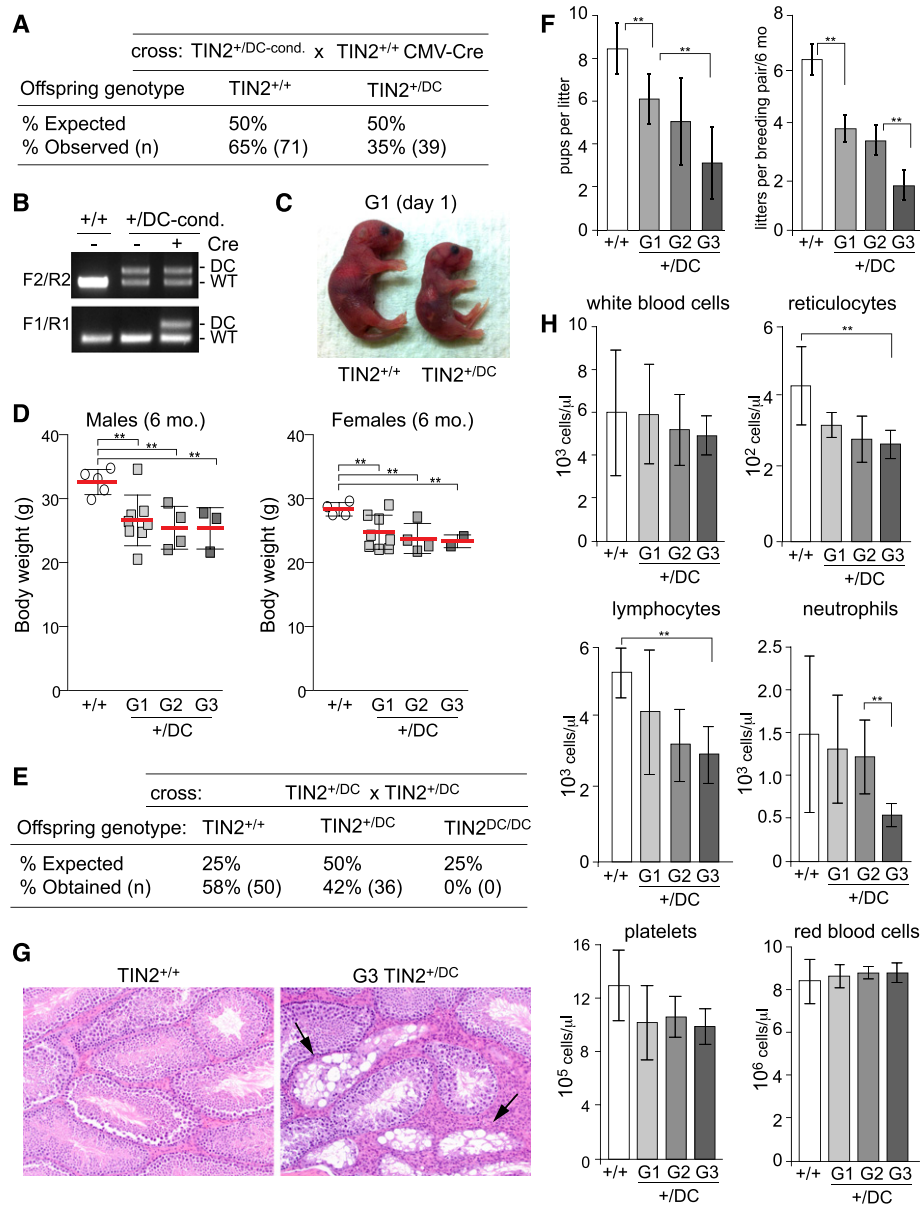 A
cross: TIN2+/DC-cond. x TIN2+/+ CMV-Cre
Offspring genotype TIN2+/+ TIN2+/DC
% Expected 50% 50%
% Observed (n) 65% (71) 35% (39)
B
+/+ +/DC-cond.
- - + Cre
F2/R2
- DC
- WT
F1/R1
- DC
- WT
C
G1 (day 1)
TIN2+/+ TIN2+/DC
D
Males (6 mo.)
Body weight (g)
40
30
20
10
0
** ** **
+/+ G1 G2 G3
+/DC
Females (6 mo.)
Body weight (g)
40
30
20
10
0
** ** **
+/+ G1 G2 G3
+/DC
E
cross: TIN2+/DC x TIN2+/DC
Offspring genotype: TIN2+/+ TIN2+/DC TIN2DC/DC
% Expected 25% 50% 25%
% Obtained (n) 58% (50) 42% (36) 0% (0)
F
pups per litter
10
8
6
4
2
0
** **
+/+ G1 G2 G3
+/DC
litters per breeding pair/6 mo
8
6
4
2
0
** **
+/+ G1 G2 G3
+/DC
G
TIN2+/+
G3 TIN2+/DC
H
white blood cells
10³ cells/µl
10
8
6
4
2
0
+/+ G1 G2 G3
+/DC
reticulocytes
10² cells/µl
6
4
2
0
**
+/+ G1 G2 G3
+/DC
lymphocytes
10³ cells/µl
6
4
2
0
**
+/+ G1 G2 G3
+/DC
neutrophils
10³ cells/µl
2.5
2.0
1.5
1.0
0.5
0
**
+/+ G1 G2 G3
+/DC
platelets
10⁵ cells/µl
16
12
8
4
0
+/+ G1 G2 G3
+/DC
red blood cells
10⁶ cells/µl
10
8
6
4
2
0
+/+ G1 G2 G3
+/DC